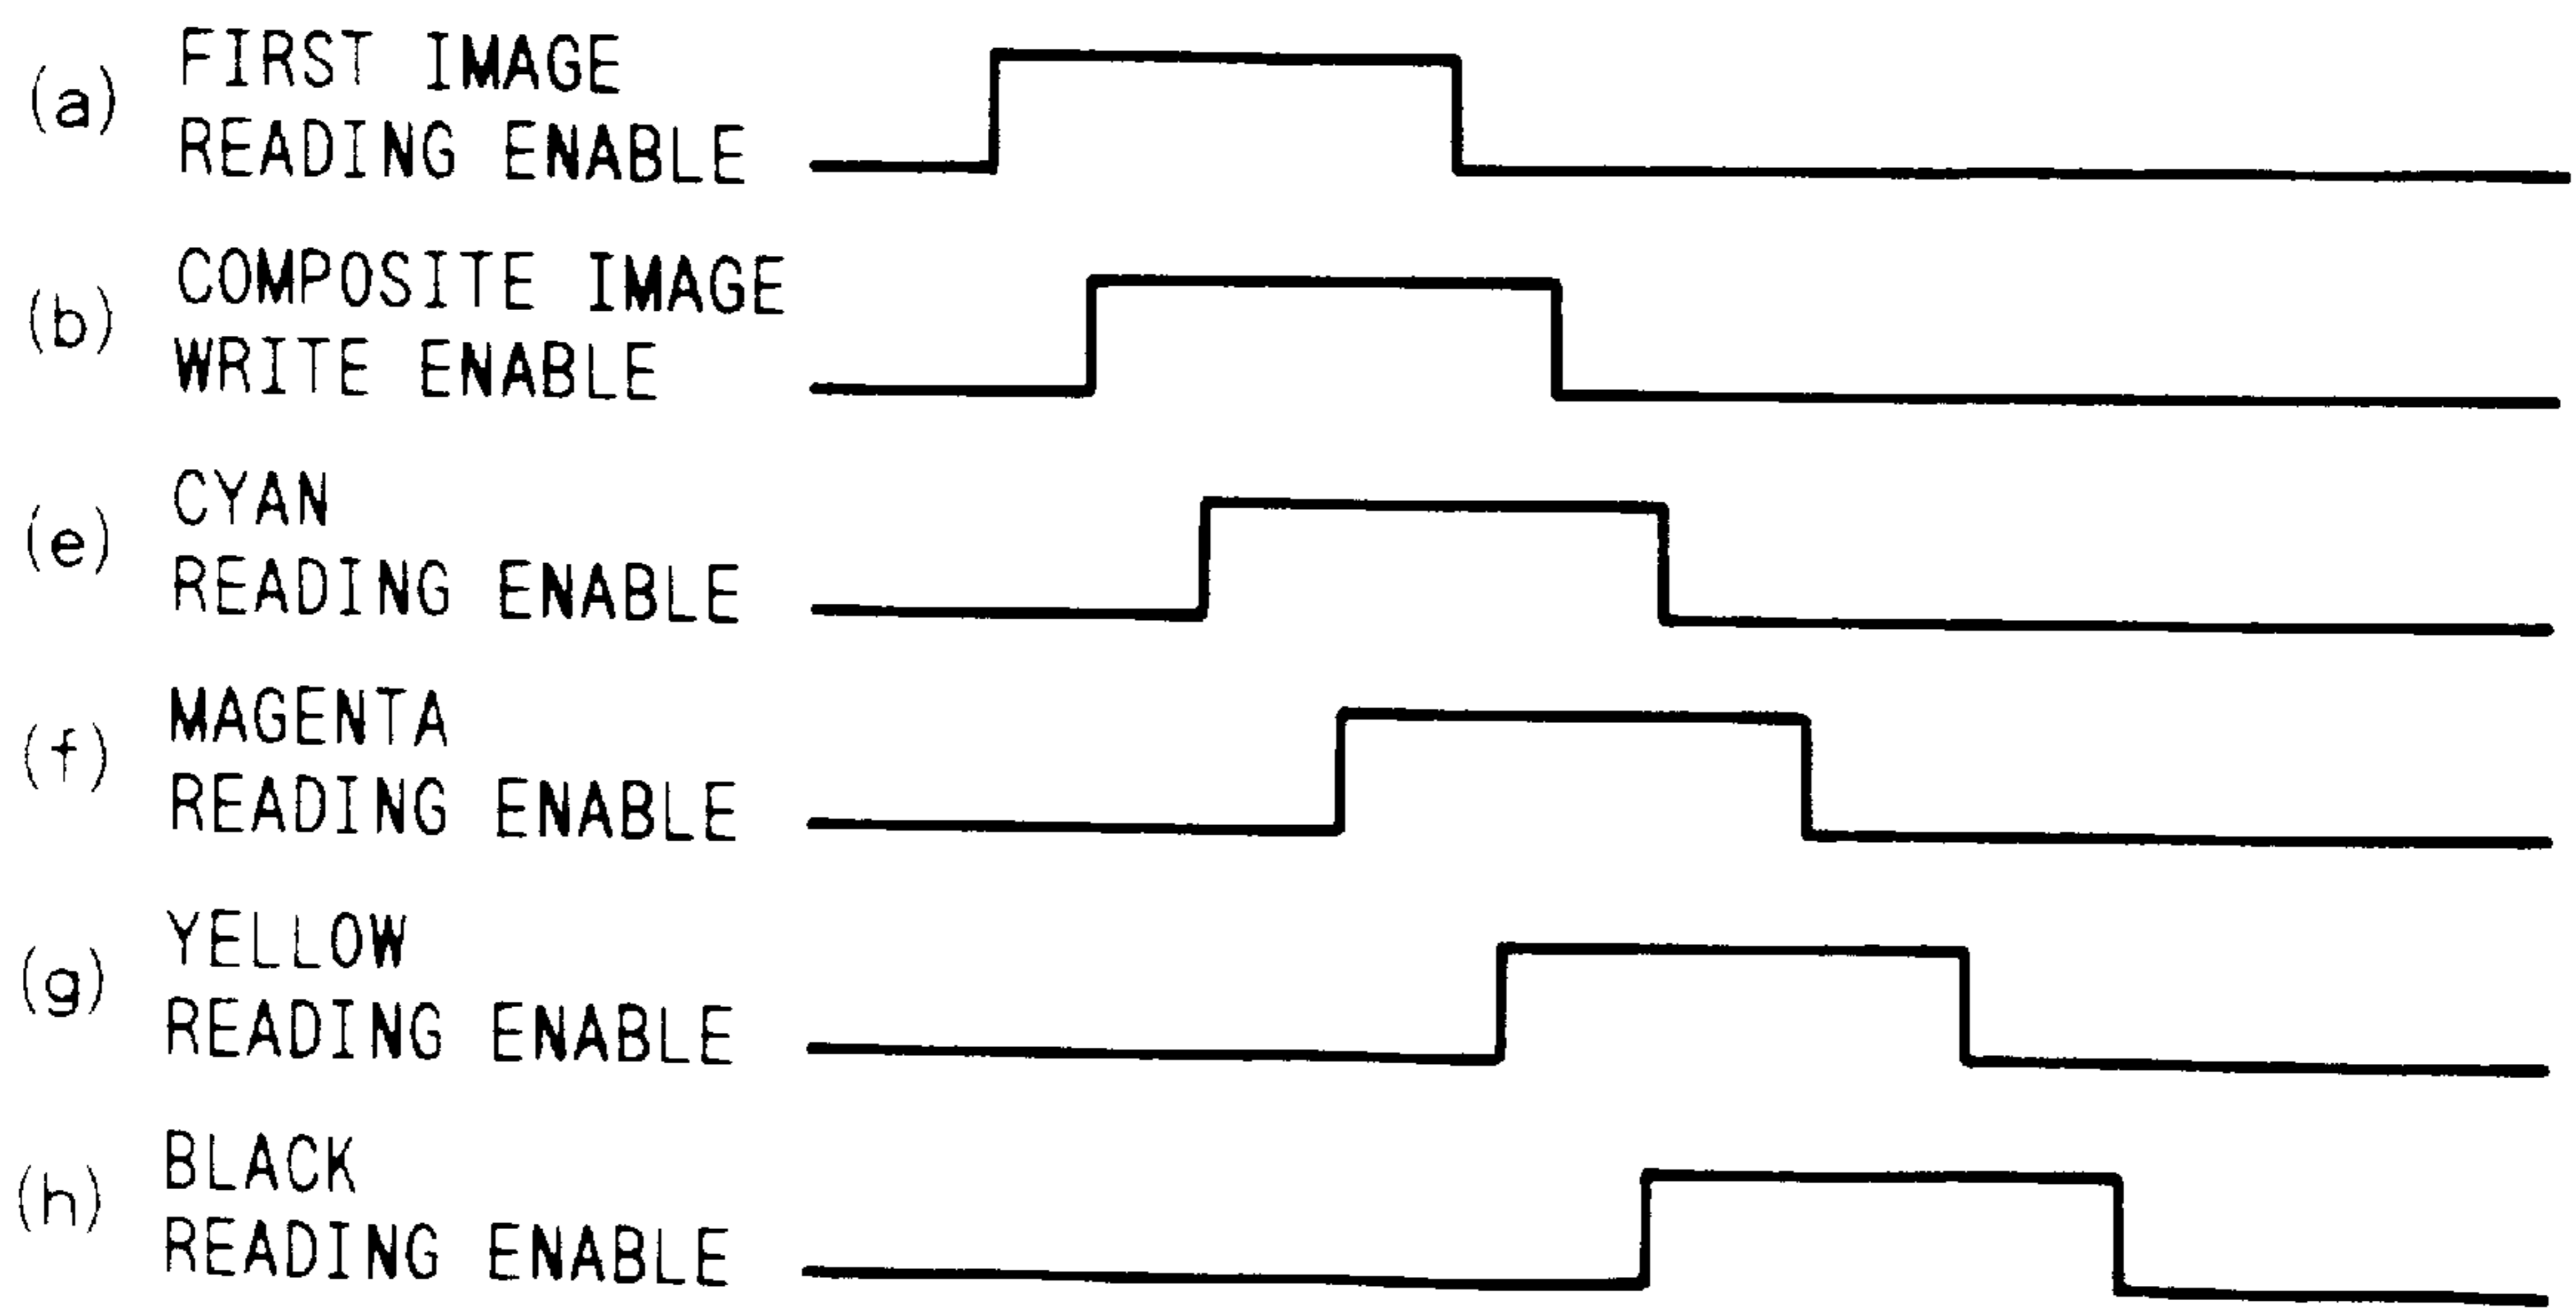 (a) FIRST IMAGE
READING ENABLE
(b) COMPOSITE IMAGE
WRITE ENABLE
(e) CYAN
READING ENABLE
(f) MAGENTA
READING ENABLE
(g) YELLOW
READING ENABLE
(h) BLACK
READING ENABLE